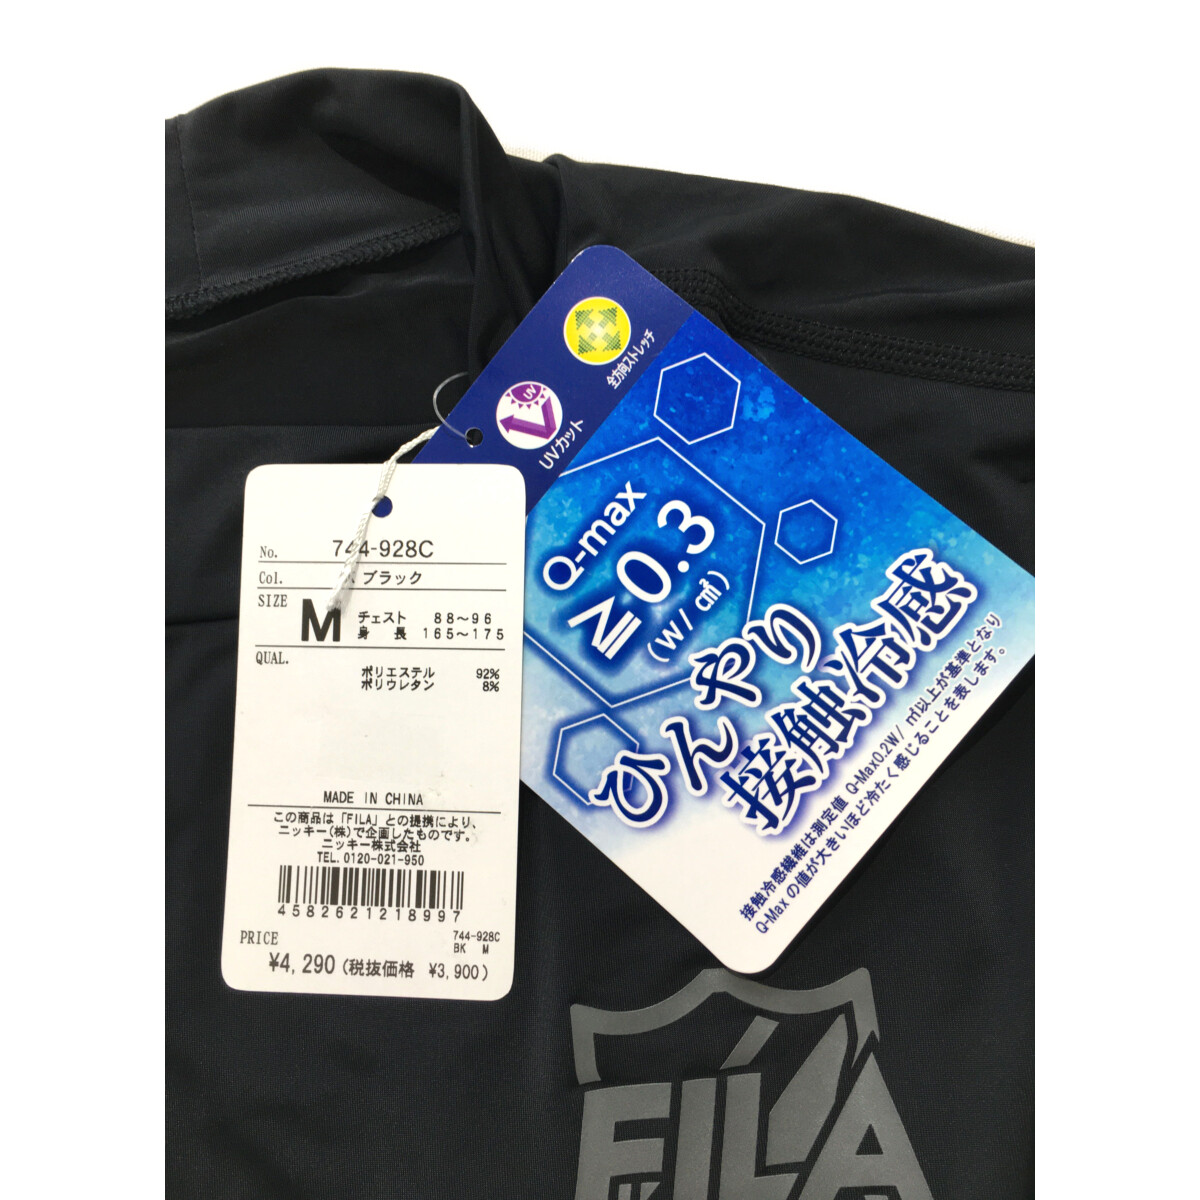 No. 744-928C
Col. ブラック
SIZE M チェスト 88~96
身 長 165~175
QUAL.
ポリエステル 92%
ポリウレタン 8%
MADE IN CHINA
この商品は「FILA」との提携により、
ニッキー(株)で企画したものです。
ニッキー株式会社
TEL. 0120-021-950
4582621218997
744-928C
BK M
PRICE
¥4,290(税抜価格 ¥3,900)
全方向ストレッチ
UV
UVカット
Q-max
≧0.3
(W/㎠)
ひんやり
接触冷感
接触冷感繊維は測定値 Q-Max0.2W/㎠以上が基準となり
Q-Max の値が大きいほど冷たく感じることを表します。
FILA